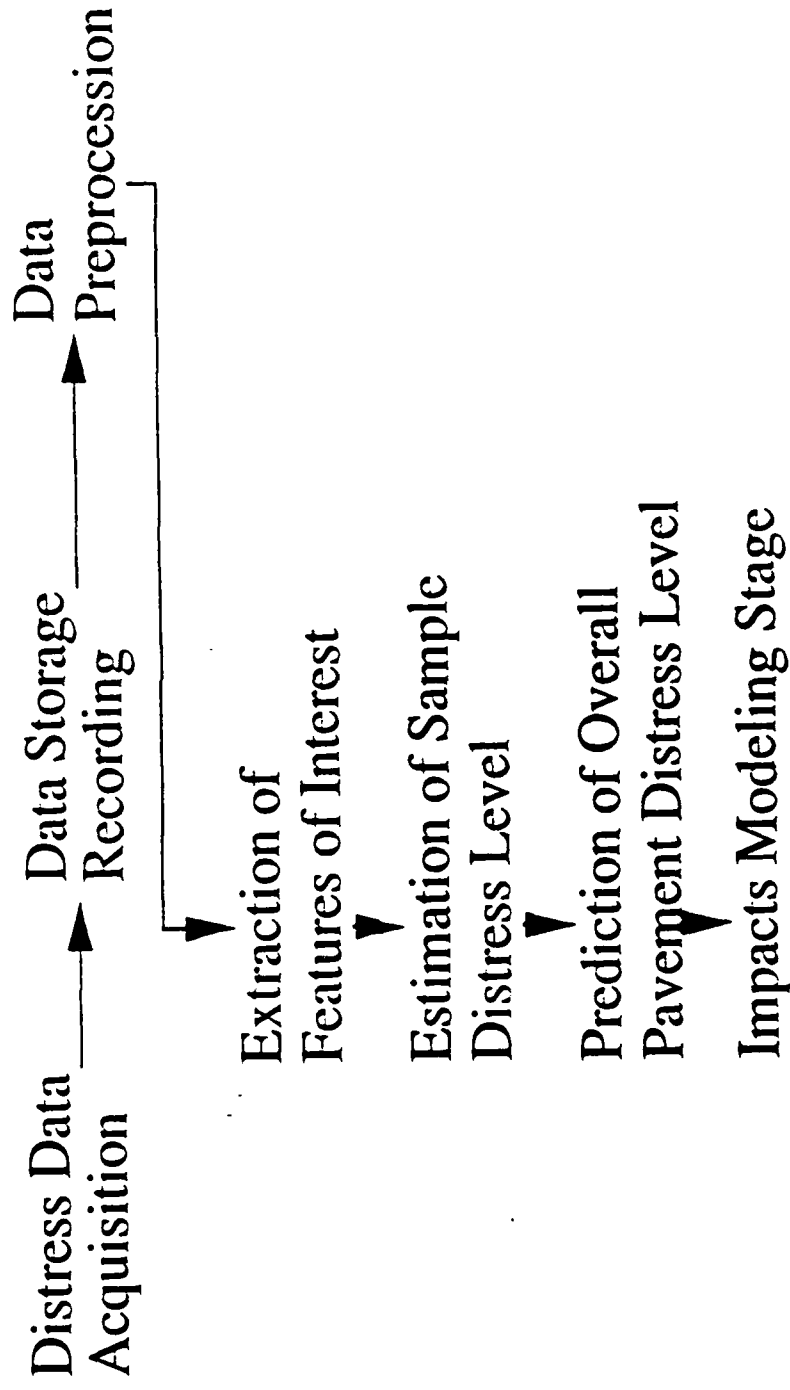 Distress Data
Acquisition
Data Storage
Recording
Data
Preprocession
Extraction of
Features of Interest
Estimation of Sample
Distress Level
Prediction of Overall
Pavement Distress Level
Impacts Modeling Stage